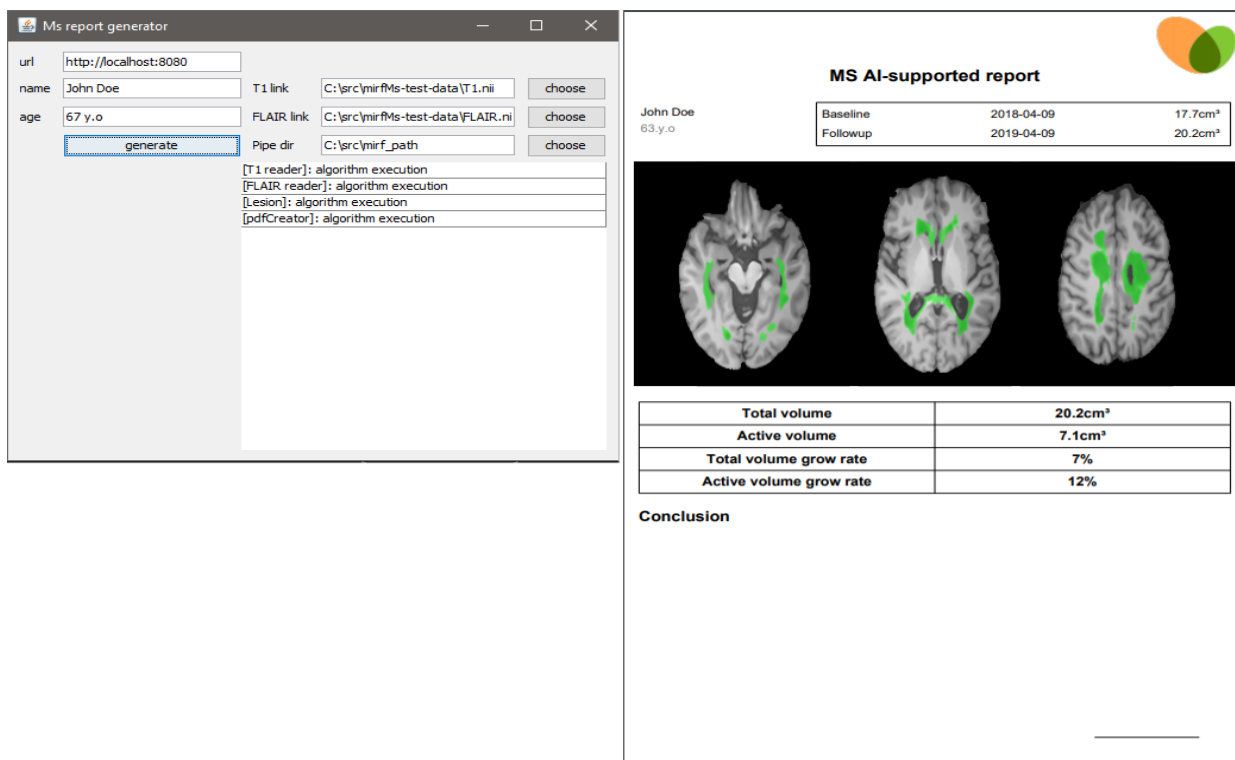 Ms report generator
url http://localhost:8080
name John Doe T1 link C:\src\mirfMs-test-data\T1.nii choose
age 67 y.o FLAIR link C:\src\mirfMs-test-data\FLAIR.ni choose
generate Pipe dir C:\src\mirf_path choose
[T1 reader]: algorithm execution
[FLAIR reader]: algorithm execution
[Lesion]: algorithm execution
[pdfCreator]: algorithm execution
MS AI-supported report
John Doe
63.y.o
Baseline 2018-04-09 17.7cm³
Followup 2019-04-09 20.2cm³
Total volume 20.2cm³
Active volume 7.1cm³
Total volume grow rate 7%
Active volume grow rate 12%
Conclusion